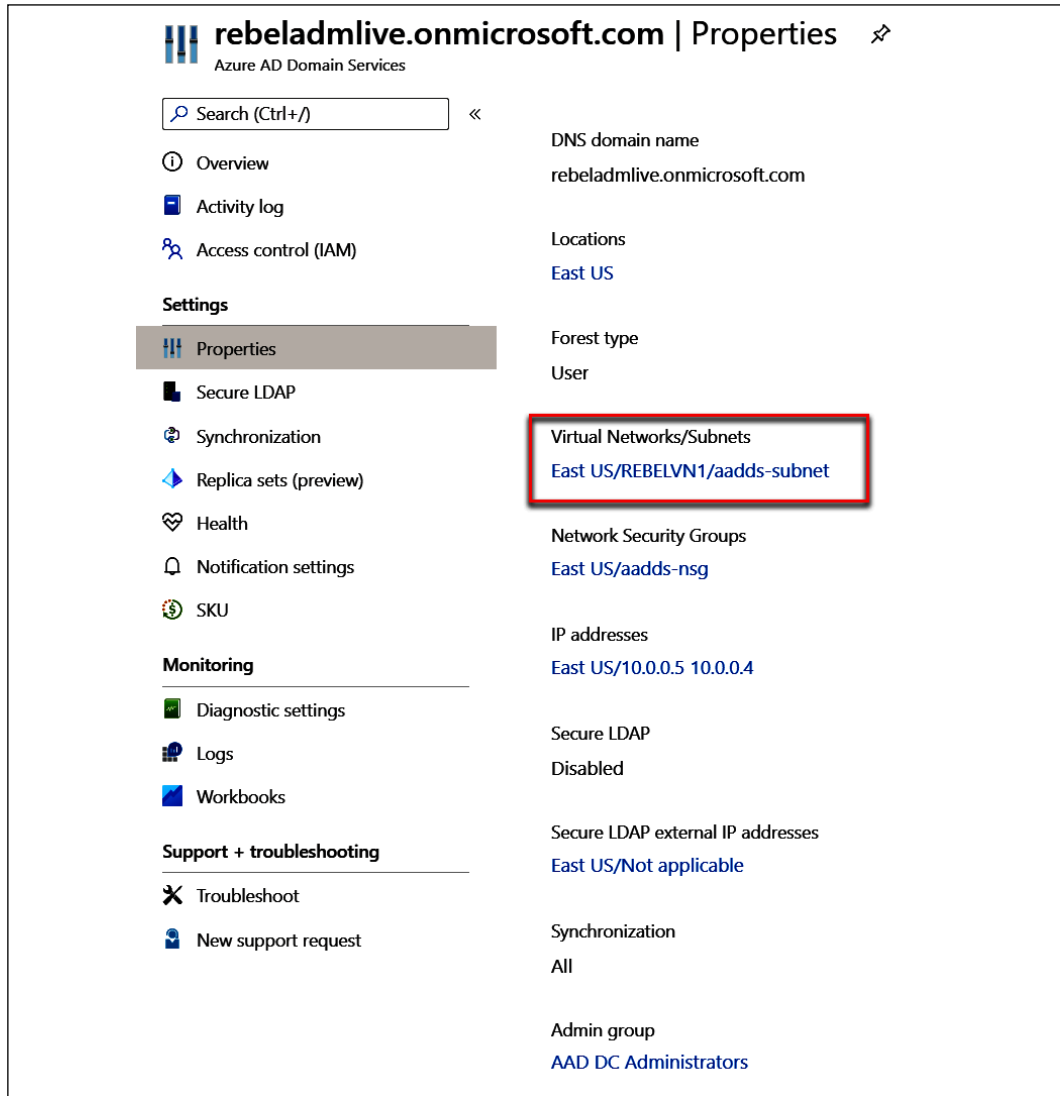 rebeladmlive.onmicrosoft.com | Properties
Azure AD Domain Services
Search (Ctrl+/)
«
Overview
Activity log
Access control (IAM)
Settings
Properties
Secure LDAP
Synchronization
Replica sets (preview)
Health
Notification settings
SKU
Monitoring
Diagnostic settings
Logs
Workbooks
Support + troubleshooting
Troubleshoot
New support request
DNS domain name
rebeladmlive.onmicrosoft.com
Locations
East US
Forest type
User
Virtual Networks/Subnets
East US/REBELVN1/aadds-subnet
Network Security Groups
East US/aadds-nsg
IP addresses
East US/10.0.0.5 10.0.0.4
Secure LDAP
Disabled
Secure LDAP external IP addresses
East US/Not applicable
Synchronization
All
Admin group
AAD DC Administrators